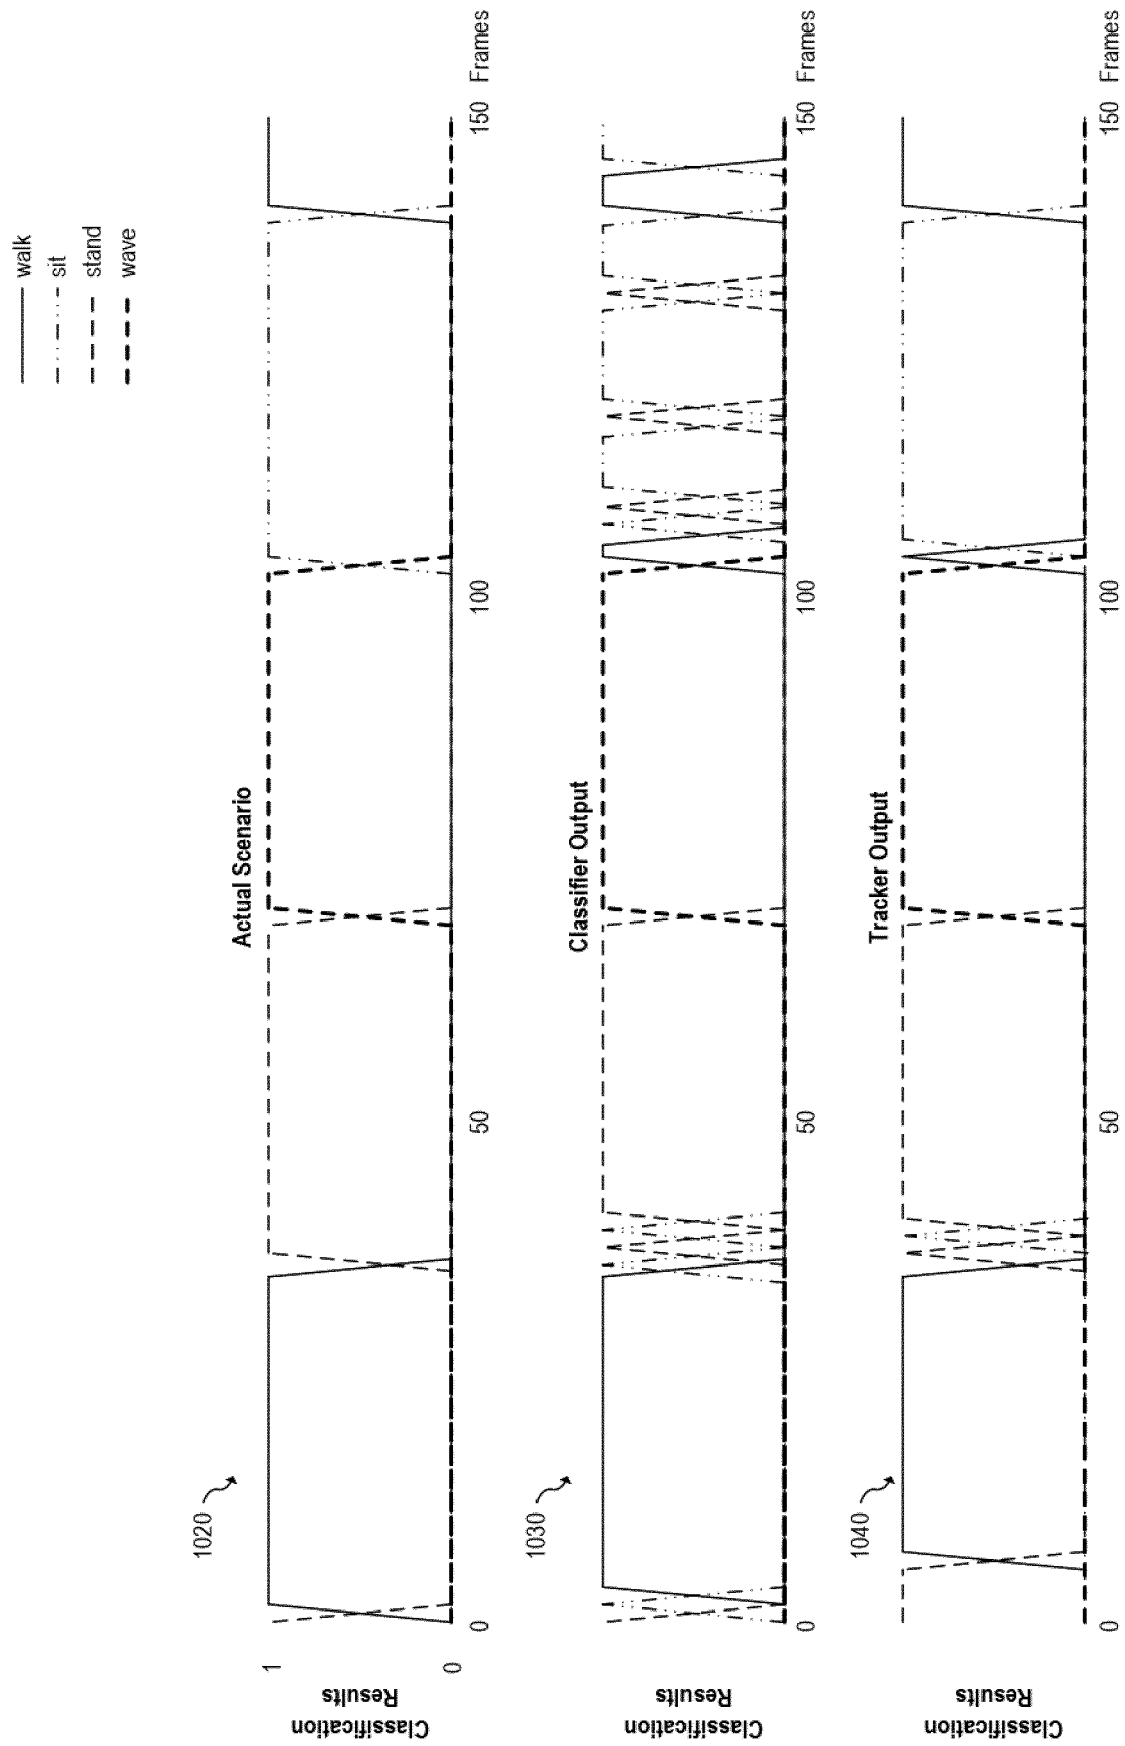 walk
sit
stand
wave
1020
Actual Scenario
Classification
Results
1
0
0
50
100
150
Frames
1030
Classifier Output
Classification
Results
0
50
100
150
Frames
1040
Tracker Output
Classification
Results
0
50
100
150
Frames